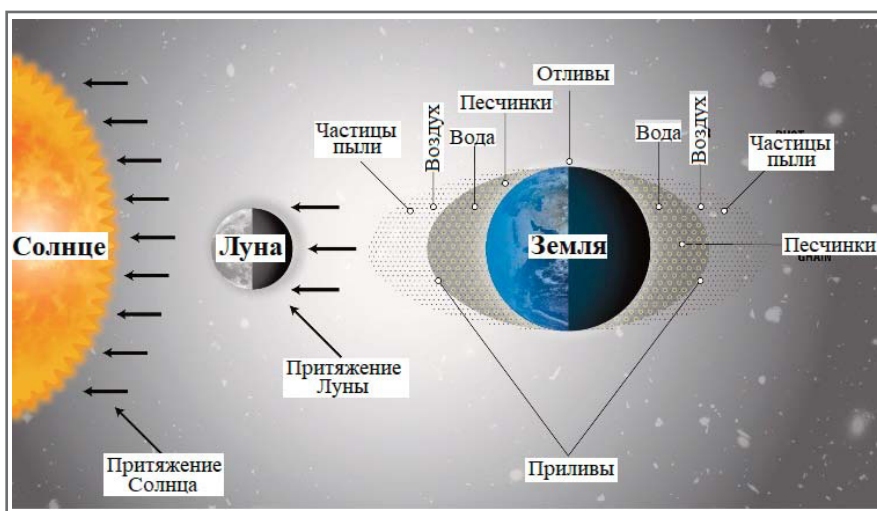 Отливы
Песчинки
Частицы
пыли
Воздух
Вода
Вода
Воздух
Частицы
пыли
Солнце
Луна
Земля
Песчинки
GRAIN
Притяжение
Луны
Притяжение
Солнца
Приливы